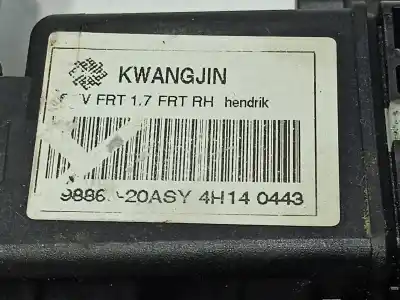 KWANGJIN
FRT 1.7 FRT RH hendrik
-20ASY 4H14 0443